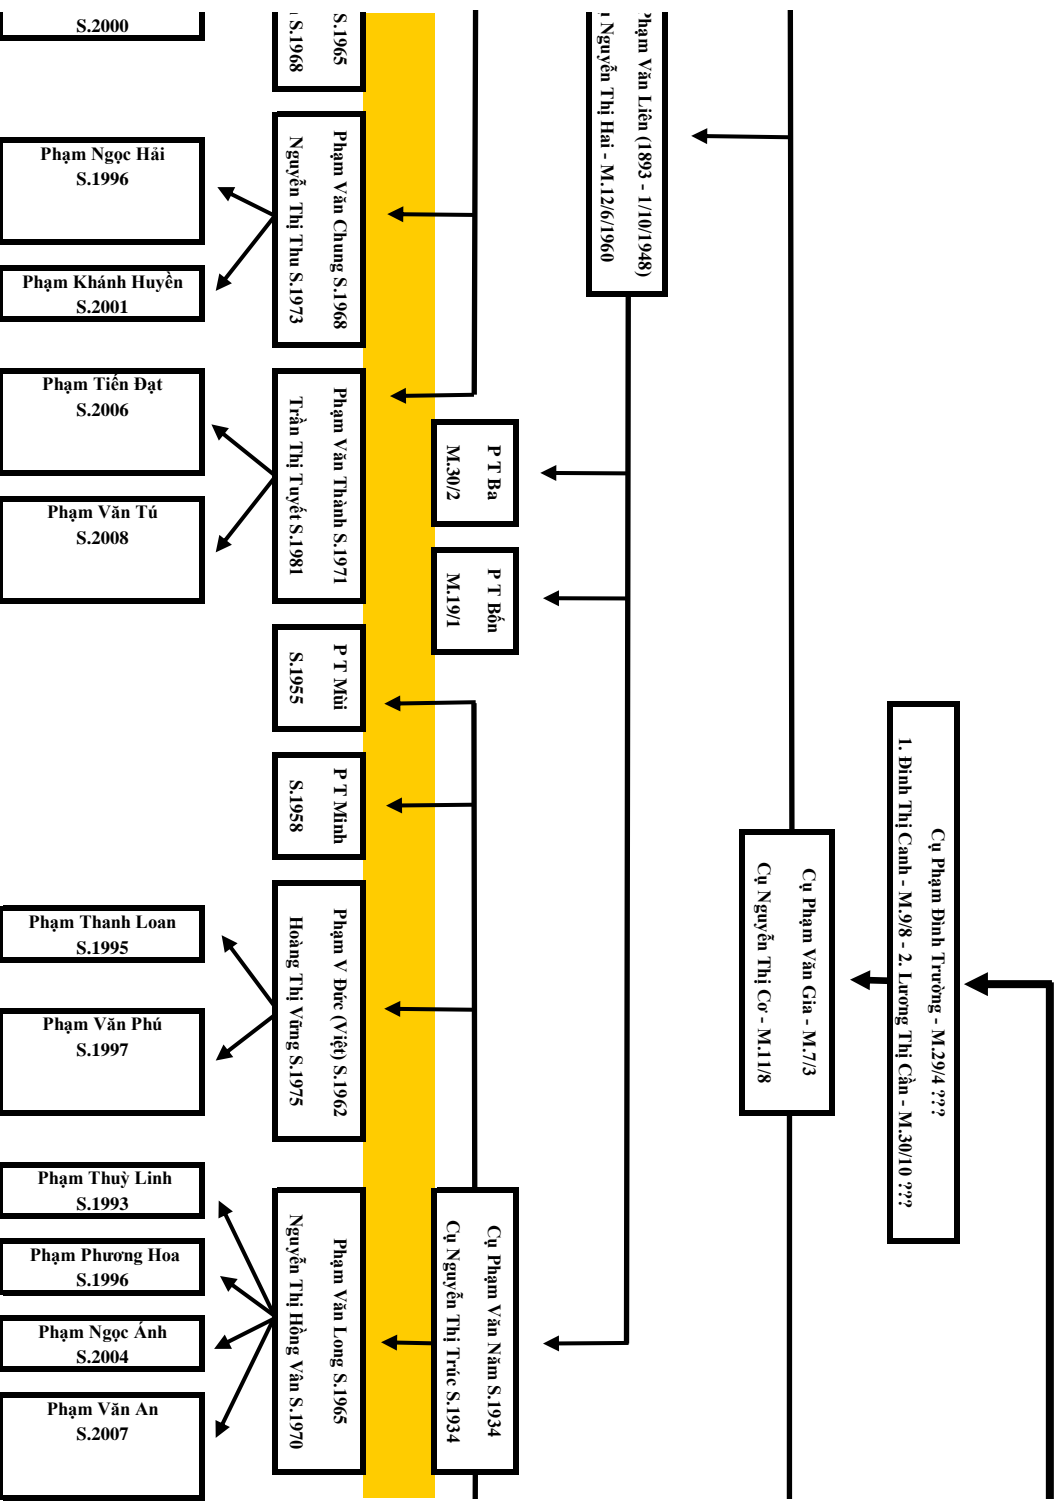 S.2000
S.1965
S.1968
Phạm Văn Liên (1893 - 1/10/1948)
Nguyễn Thị Hai - M.12/6/1960
Phạm Văn Chung S.1968
Nguyễn Thị Thu S.1973
Phạm Ngọc Hải
S.1996
Phạm Khánh Huyền
S.2001
Phạm Văn Thành S.1971
Trần Thị Tuyết S.1981
Phạm Tiến Đạt
S.2006
Phạm Văn Tú
S.2008
P T Ba
M.30/2
P T Bốn
M.19/1
P T Mùi
S.1955
P T Minh
S.1958
Cụ Phạm Đình Trường - M.29/4 ???
1. Đinh Thị Canh - M.9/8 - 2. Lương Thị Cần - M.30/10 ???
Cụ Phạm Văn Gia - M.7/3
Cụ Nguyễn Thị Cơ - M.11/8
Phạm V Đức (Việt) S.1962
Hoàng Thị Vững S.1975
Phạm Thanh Loan
S.1995
Phạm Văn Phú
S.1997
Cụ Phạm Văn Năm S.1934
Cụ Nguyễn Thị Trúc S.1934
Phạm Văn Long S.1965
Nguyễn Thị Hồng Vân S.1970
Phạm Thuỳ Linh
S.1993
Phạm Phương Hoa
S.1996
Phạm Ngọc Ánh
S.2004
Phạm Văn An
S.2007